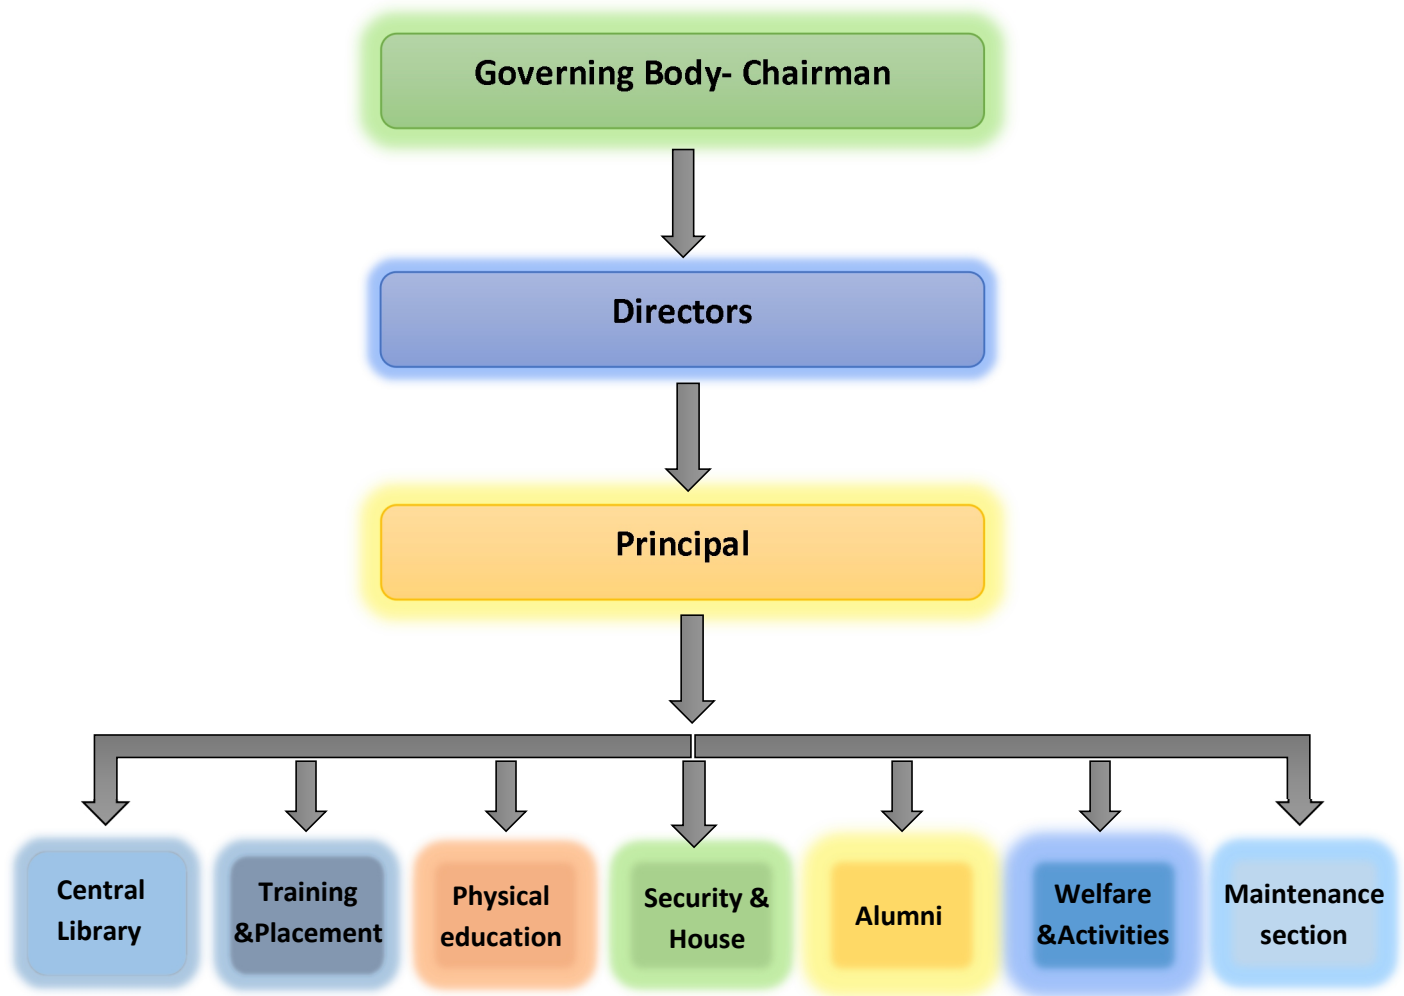 Governing Body- Chairman
Directors
Principal
Central
Library
Training
&Placement
Physical
education
Security &
House
Alumni
Welfare
&Activities
Maintenance
section